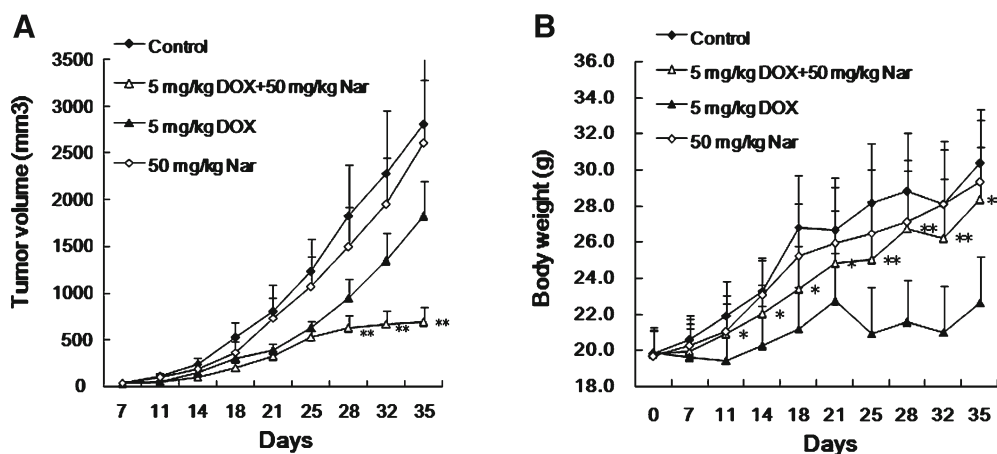 A
Tumor volume (mm3)
3500
3000
2500
2000
1500
1000
500
0
Control
5 mg/kg DOX+50 mg/kg Nar
5 mg/kg DOX
50 mg/kg Nar
** ** **
7 11 14 18 21 25 28 32 35
Days
B
Body weight (g)
36.0
34.0
32.0
30.0
28.0
26.0
24.0
22.0
20.0
18.0
Control
5 mg/kg DOX+50 mg/kg Nar
5 mg/kg DOX
50 mg/kg Nar
* * * * ** ** ** *
0 7 11 14 18 21 25 28 32 35
Days